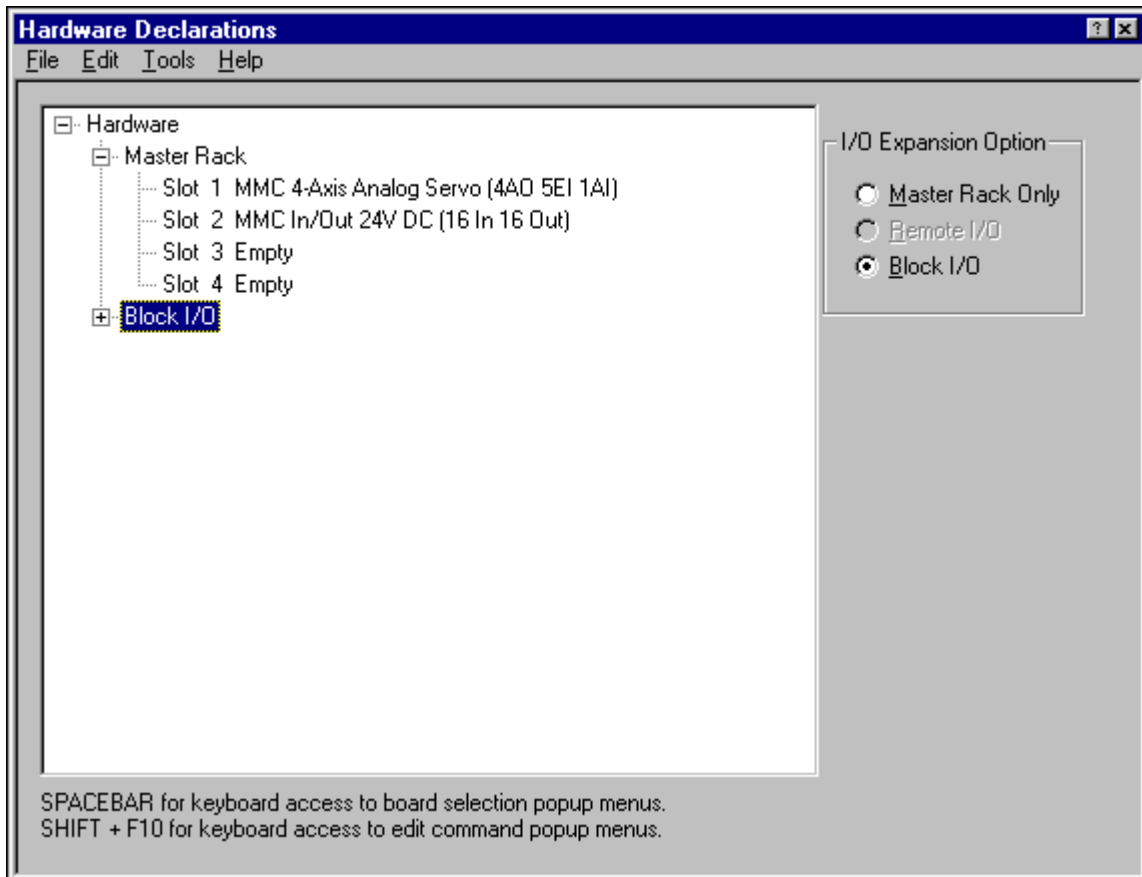 Hardware Declarations
File Edit Tools Help
Hardware
Master Rack
Slot 1 MMC 4-Axis Analog Servo (4AO 5EI 1AI)
Slot 2 MMC In/Out 24V DC (16 In 16 Out)
Slot 3 Empty
Slot 4 Empty
Block I/O
I/O Expansion Option
Master Rack Only
Remote I/O
Block I/O
SPACEBAR for keyboard access to board selection popup menus.
SHIFT + F10 for keyboard access to edit command popup menus.